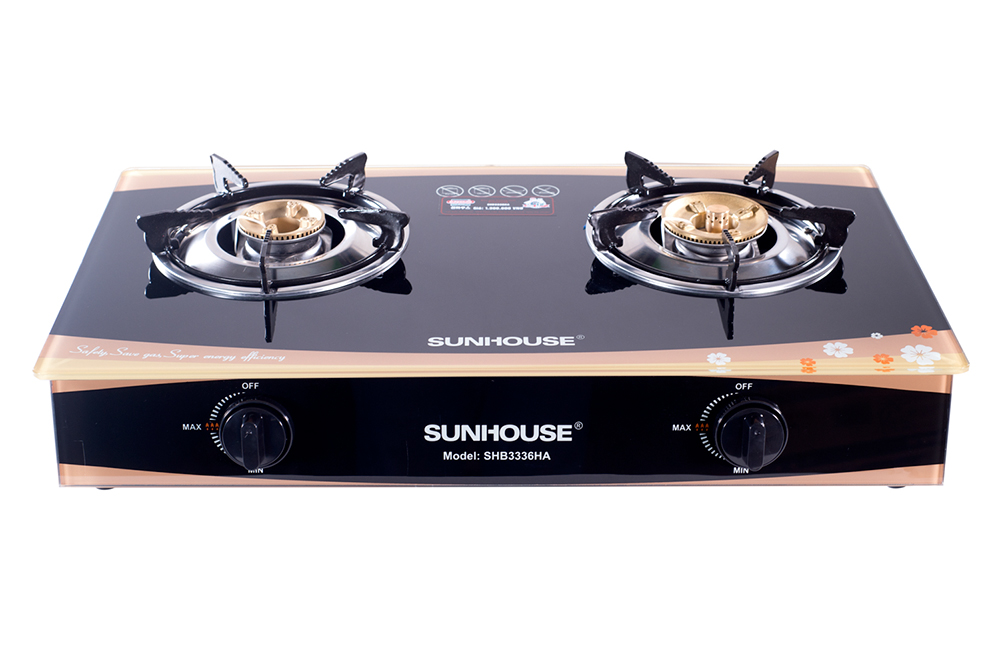 SUNHOUSE®
Safety, Save gas, Super energy efficiency
OFF
MAX
MIN
SUNHOUSE®
Model: SHB3336HA
OFF
MAX
MIN